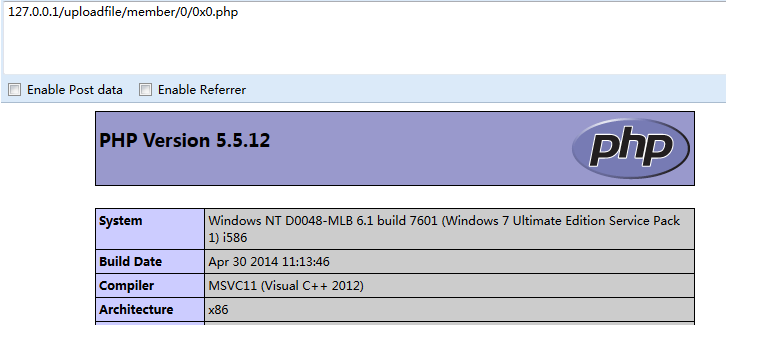 127.0.0.1/uploadfile/member/0/0x0.php
Enable Post data Enable Referrer
PHP Version 5.5.12
php
System Windows NT D0048-MLB 6.1 build 7601 (Windows 7 Ultimate Edition Service Pack
1) i586
Build Date Apr 30 2014 11:13:46
Compiler MSVC11 (Visual C++ 2012)
Architecture x86